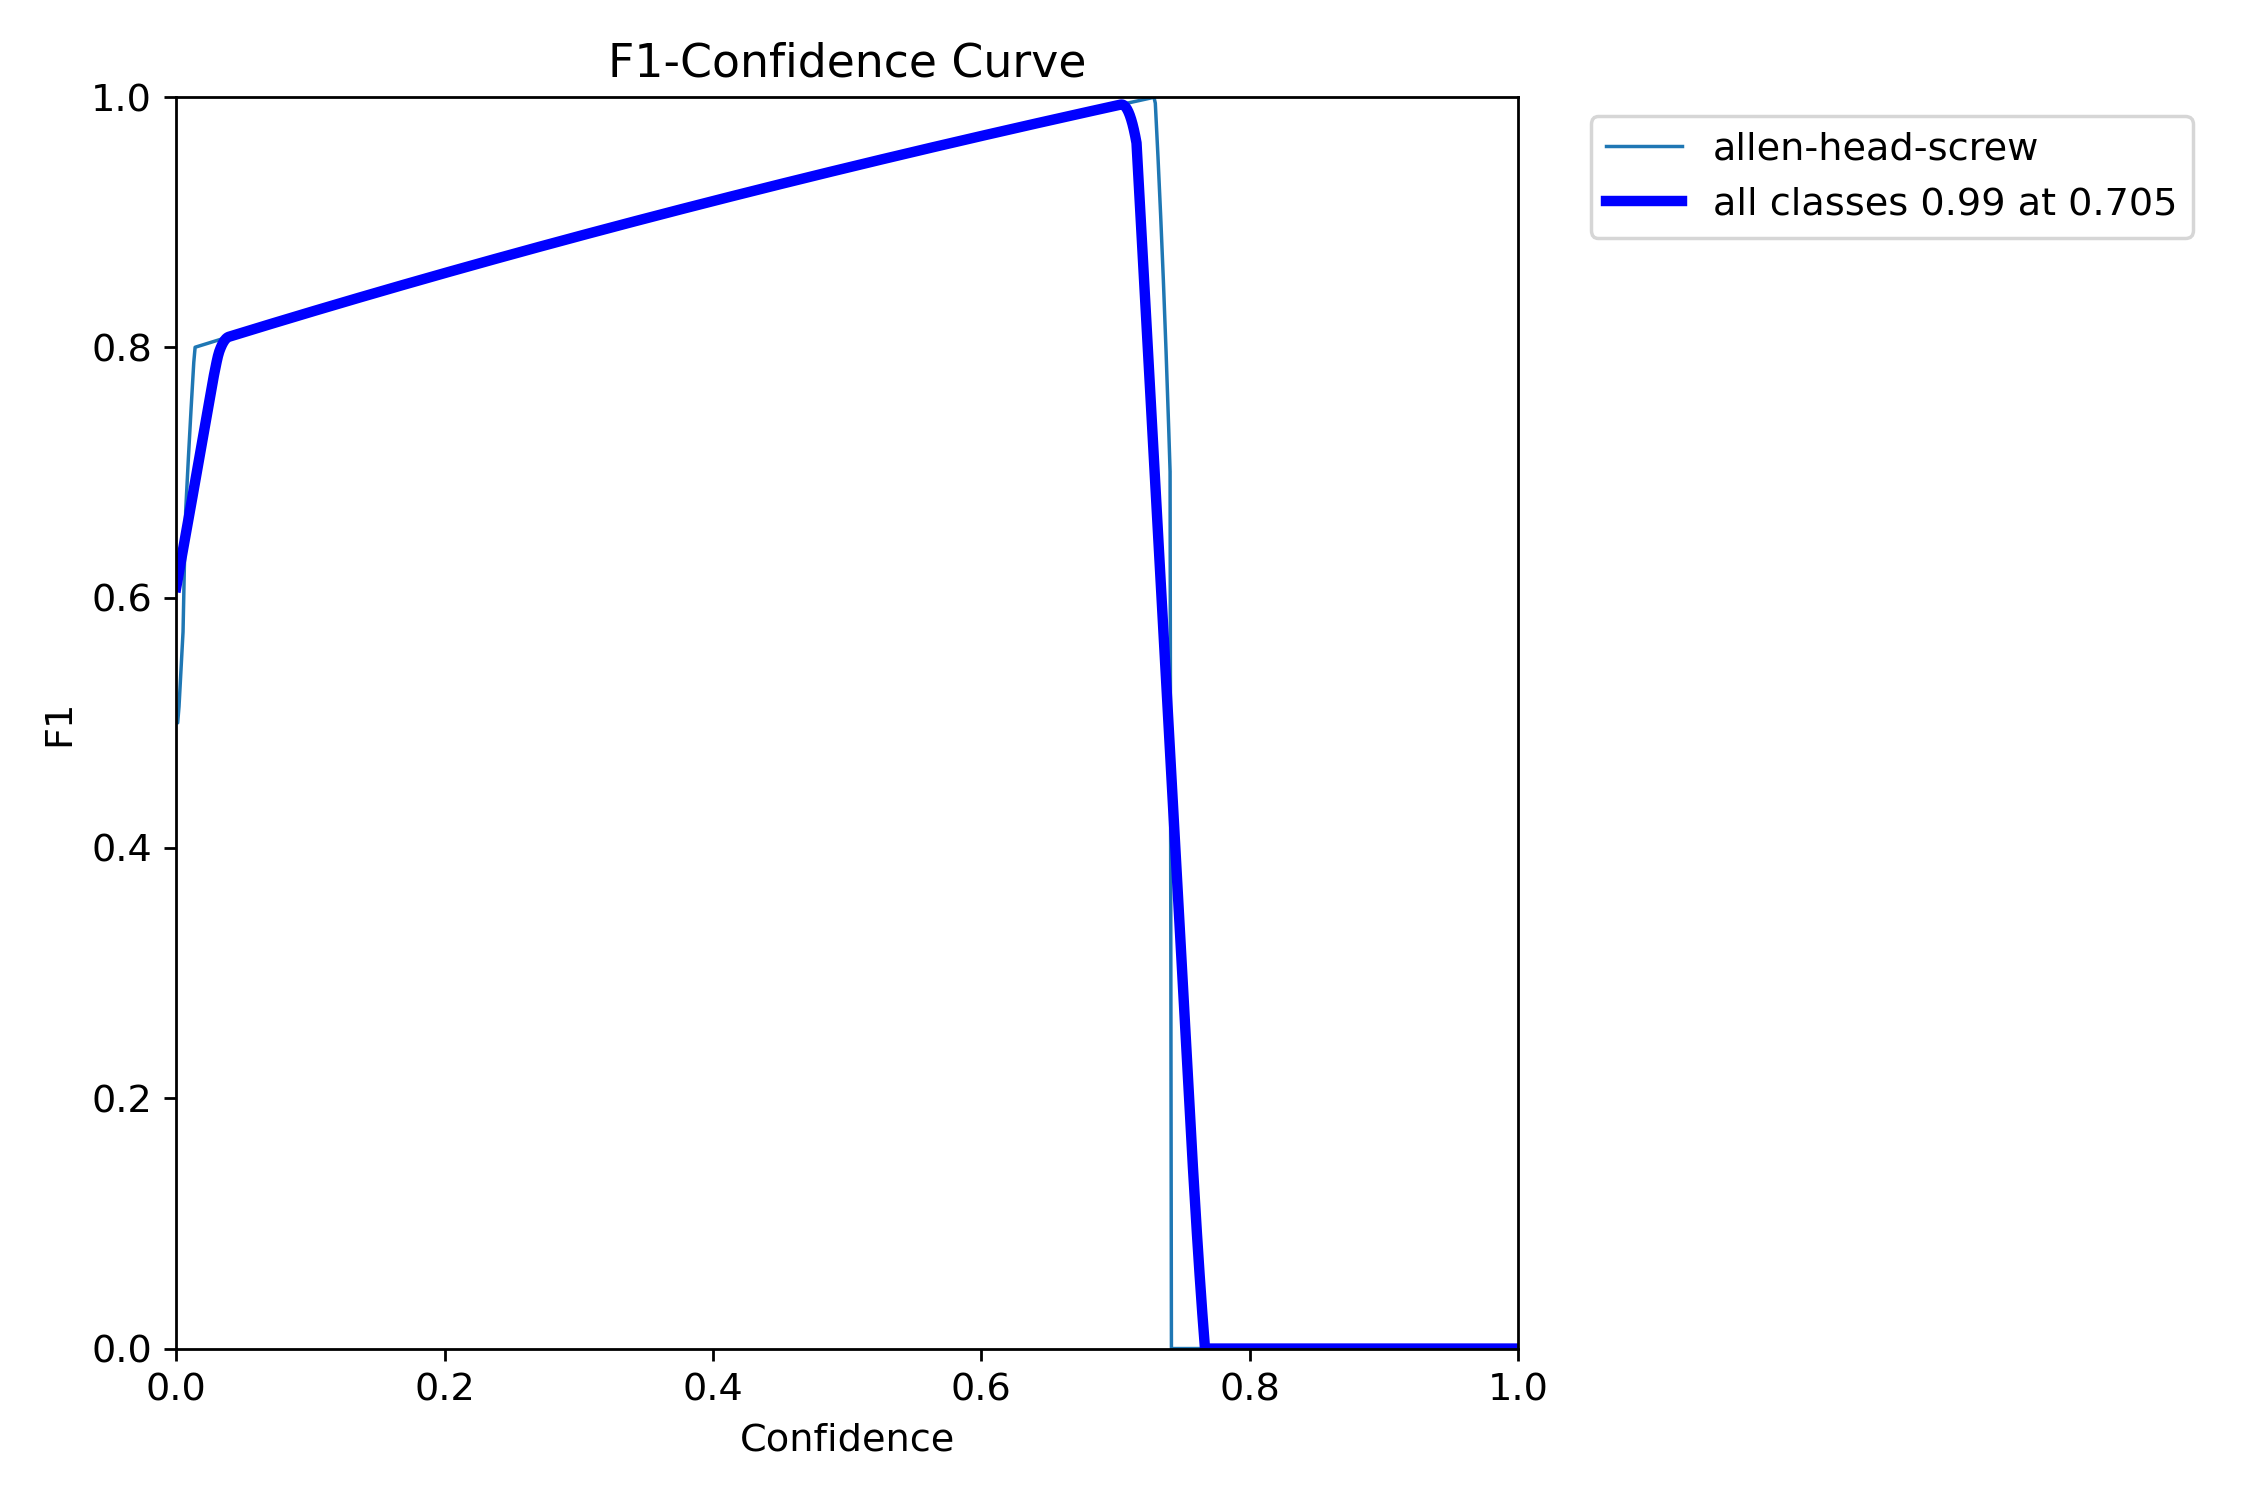 F1-Confidence Curve
1.0
0.8
0.6
0.4
0.2
0.0
F1
0.0 0.2 0.4 0.6 0.8 1.0
Confidence
allen-head-screw
all classes 0.99 at 0.705